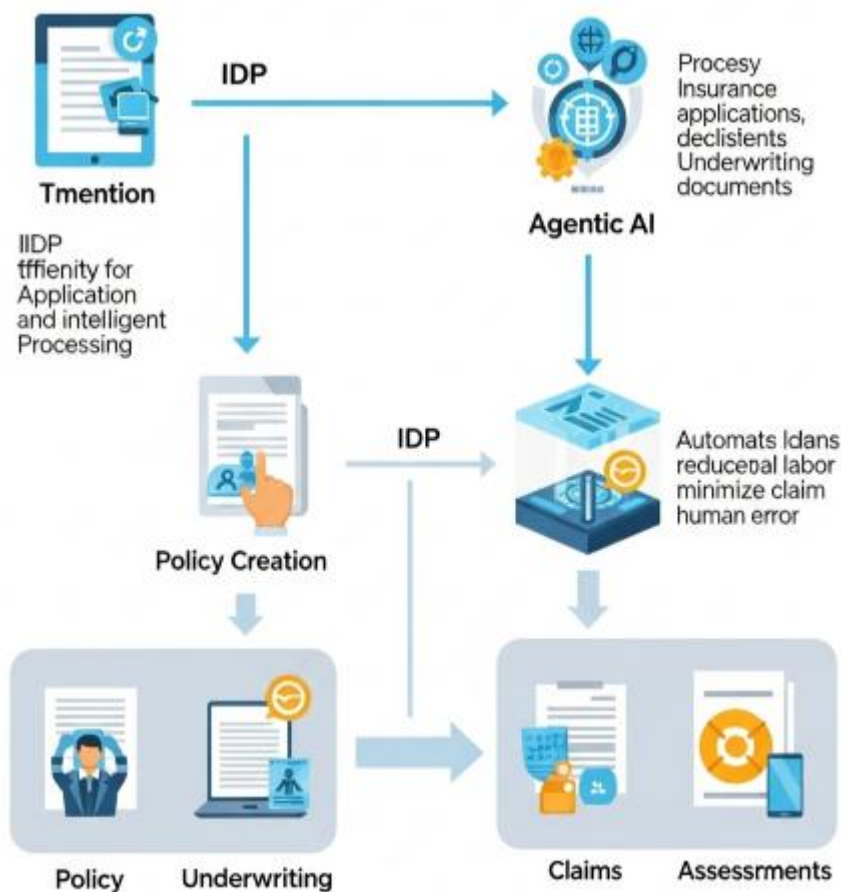 IDP
Procesy
Insurance
applications,
declisients
Underwriting
documents
Tmention
Agentic AI
IIDP
tffienity for
Application
and intelligent
Processing
IDP
Automats Idans
reducenal labor
minimize claim
human error
Policy Creation
Policy
Underwriting
Claims
Assessrments